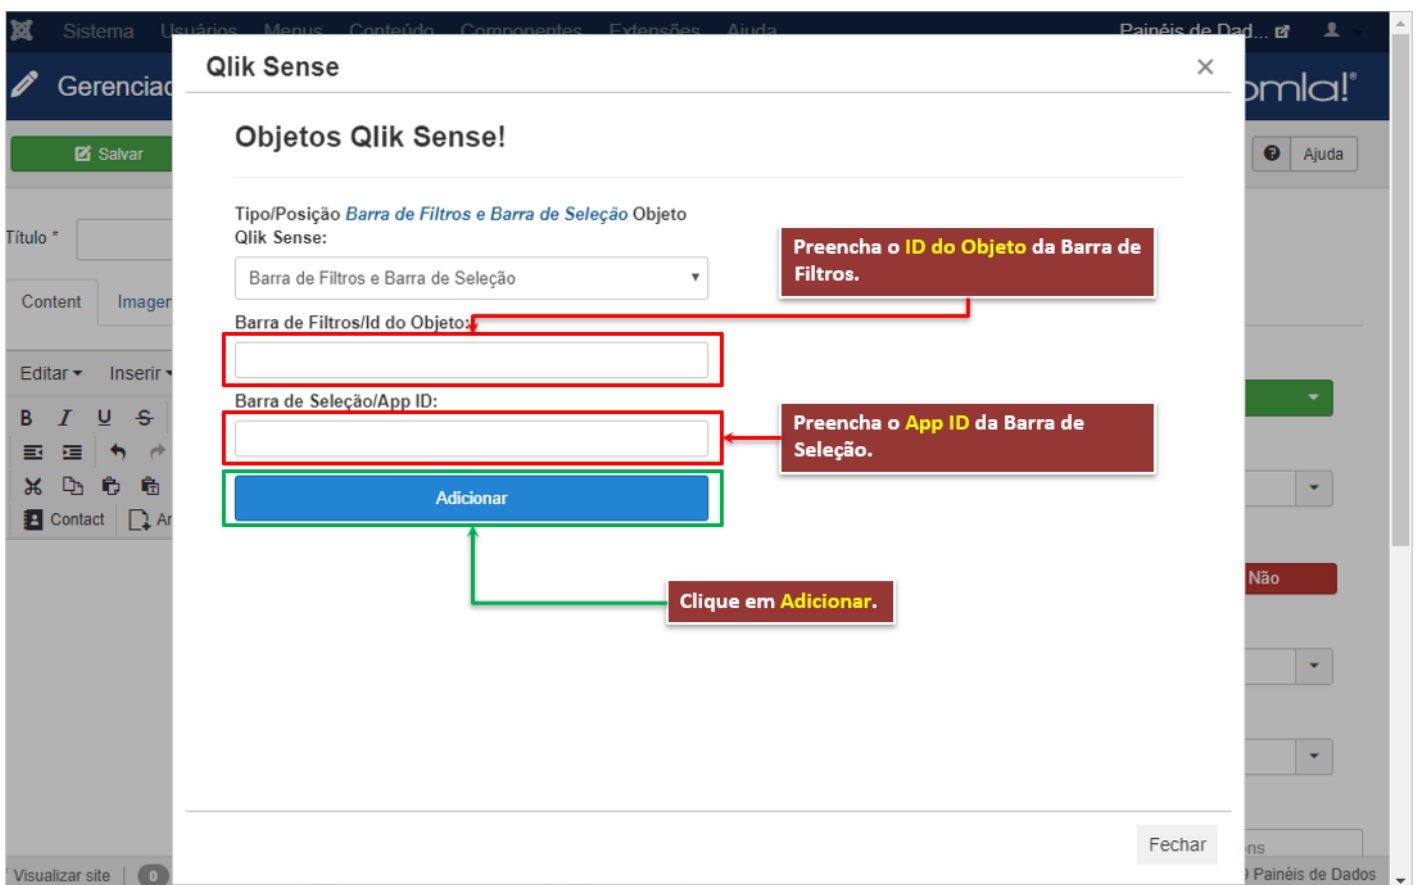 Sistema Usuários Menus Conteúdo Componentes Extensões Ajuda Painéis de Dad...
Qlik Sense ×
Objetos Qlik Sense!
Salvar
Ajuda
Tipo/Posição Barra de Filtros e Barra de Seleção Objeto
Qlik Sense:
Título *
Preencha o ID do Objeto da Barra de
Filtros.
Barra de Filtros e Barra de Seleção
Content
Barra de Filtros/Id do Objeto:
Editar Inserir
Barra de Seleção/App ID:
B I U S
Preencha o App ID da Barra de
Seleção.
Adicionar
Contact
Não
Clique em Adicionar.
Fechar
Visualizar site 0
Painéis de Dados